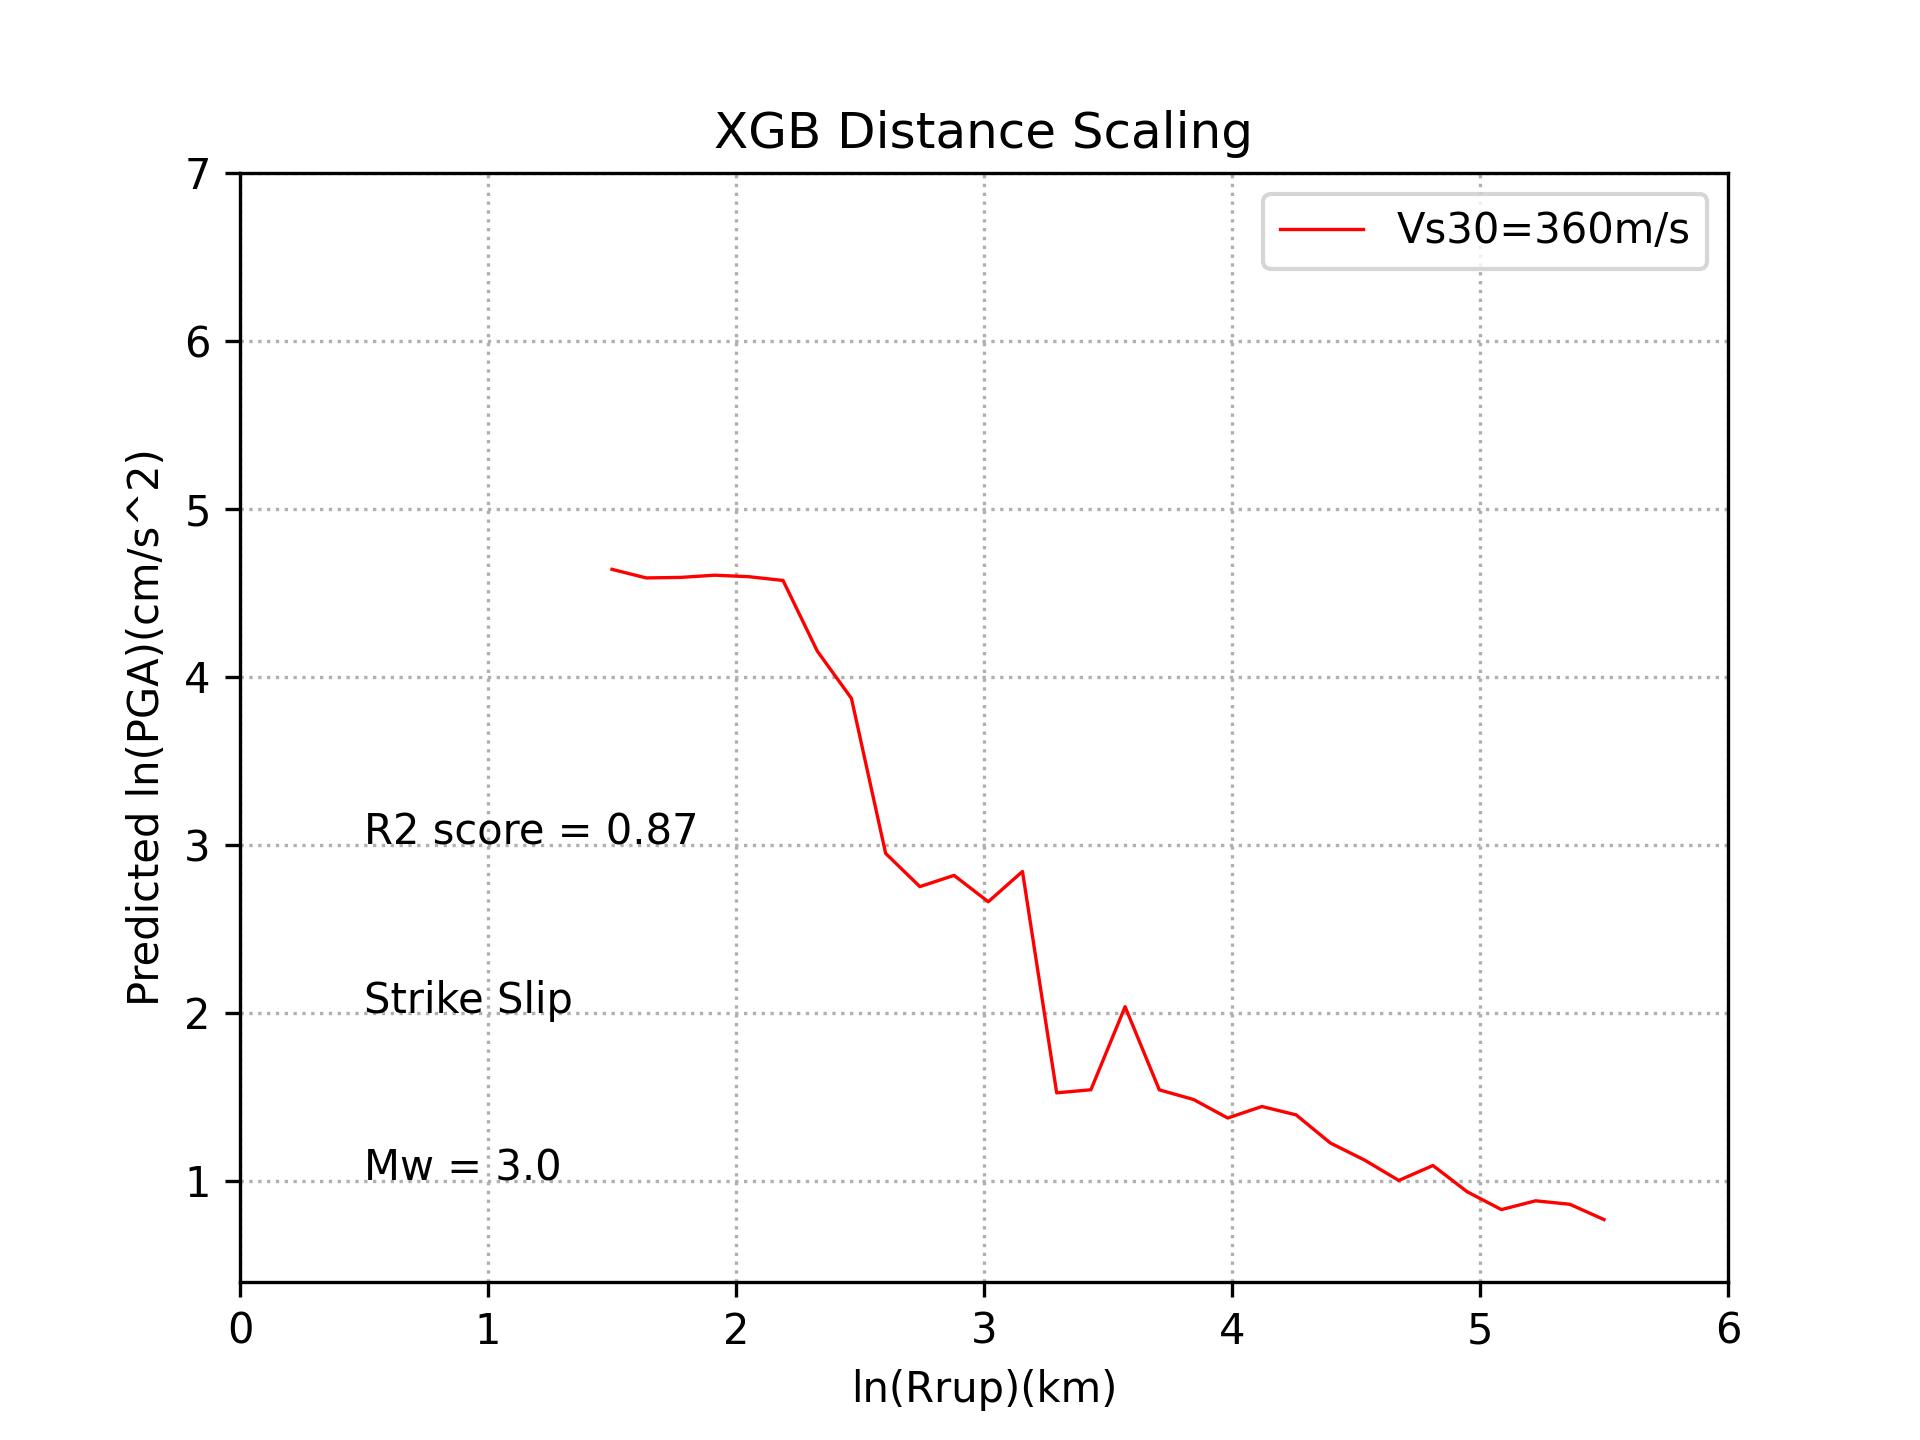 XGB Distance Scaling
Vs30=360m/s
Predicted ln(PGA)(cm/s^2)
7
6
5
4
3
2
1
R2 score = 0.87
Strike Slip
Mw = 3.0
0 1 2 3 4 5 6
ln(Rrup)(km)